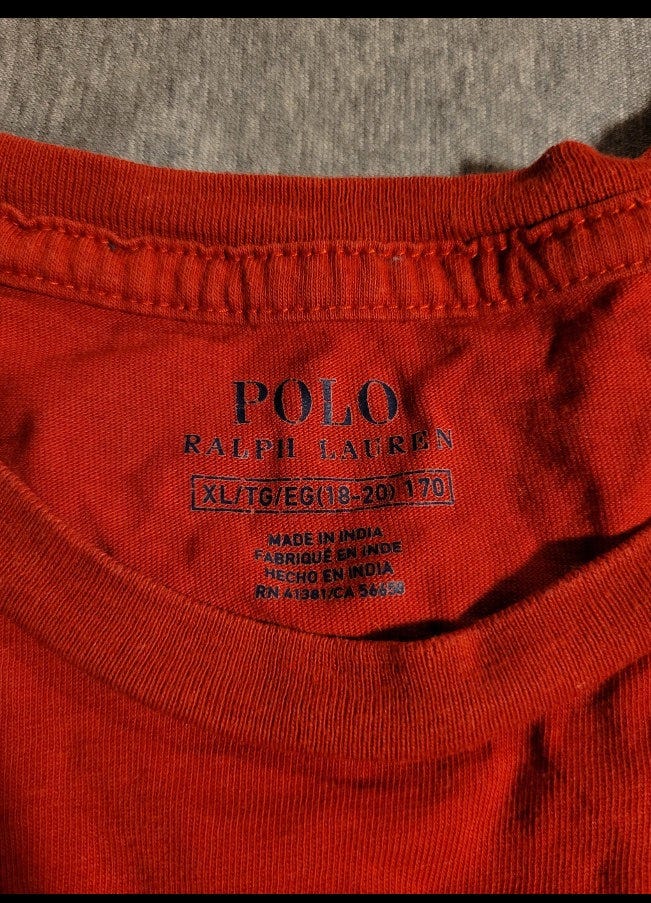 POLO
RALPH LAUREN
XL/TG/EG(18-20) 170
MADE IN INDIA
FABRIQUÉ EN INDE
HECHO EN INDIA
RN 41381/CA 56658